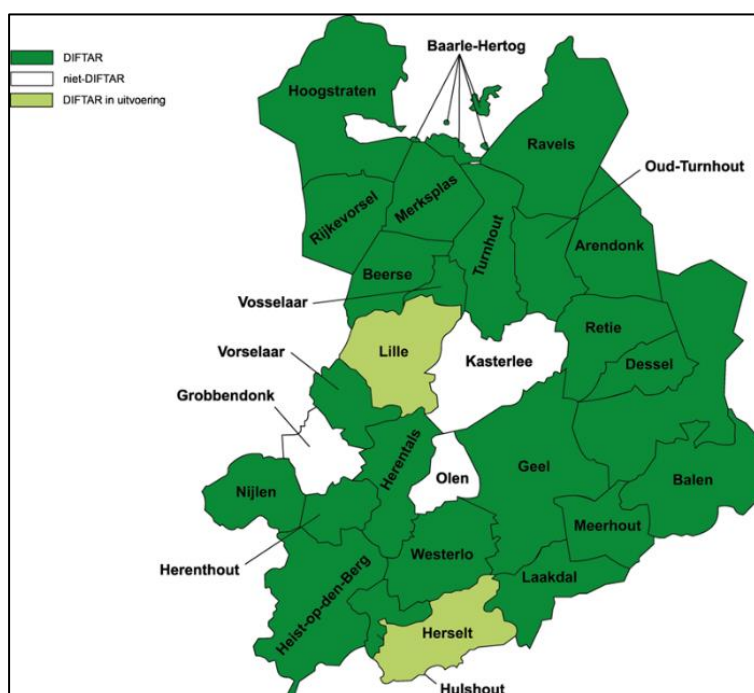 DIFTAR
niet-DIFTAR
DIFTAR in uitvoering
Baarle-Hertog
Hoogstraten
Ravels
Oud-Turnhout
Rijkevorsel
Merksplas
Turnhout
Arendonk
Beerse
Vosselaar
Lille
Kasterlee
Retie
Dessel
Vorselaar
Grobbendonk
Herentals
Olen
Geel
Balen
Nijlen
Meerhout
Herenthout
Westerlo
Laakdal
Heist-op-den-Berg
Herselt
Hulshout